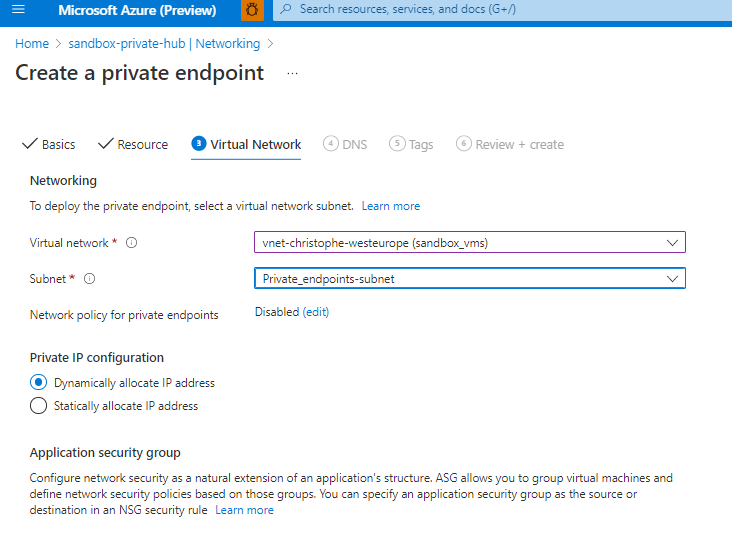 Microsoft Azure (Preview)
Search resources, services, and docs (G+/)
Home > sandbox-private-hub | Networking >
Create a private endpoint ...
Basics Resource 3 Virtual Network 4 DNS 5 Tags 6 Review + create
Networking
To deploy the private endpoint, select a virtual network subnet. Learn more
Virtual network *
vnet-christophe-westeurope (sandbox_vms)
Subnet *
Private_endpoints-subnet
Network policy for private endpoints
Disabled (edit)
Private IP configuration
Dynamically allocate IP address
Statically allocate IP address
Application security group
Configure network security as a natural extension of an application's structure. ASG allows you to group virtual machines and
define network security policies based on those groups. You can specify an application security group as the source or
destination in an NSG security rule Learn more